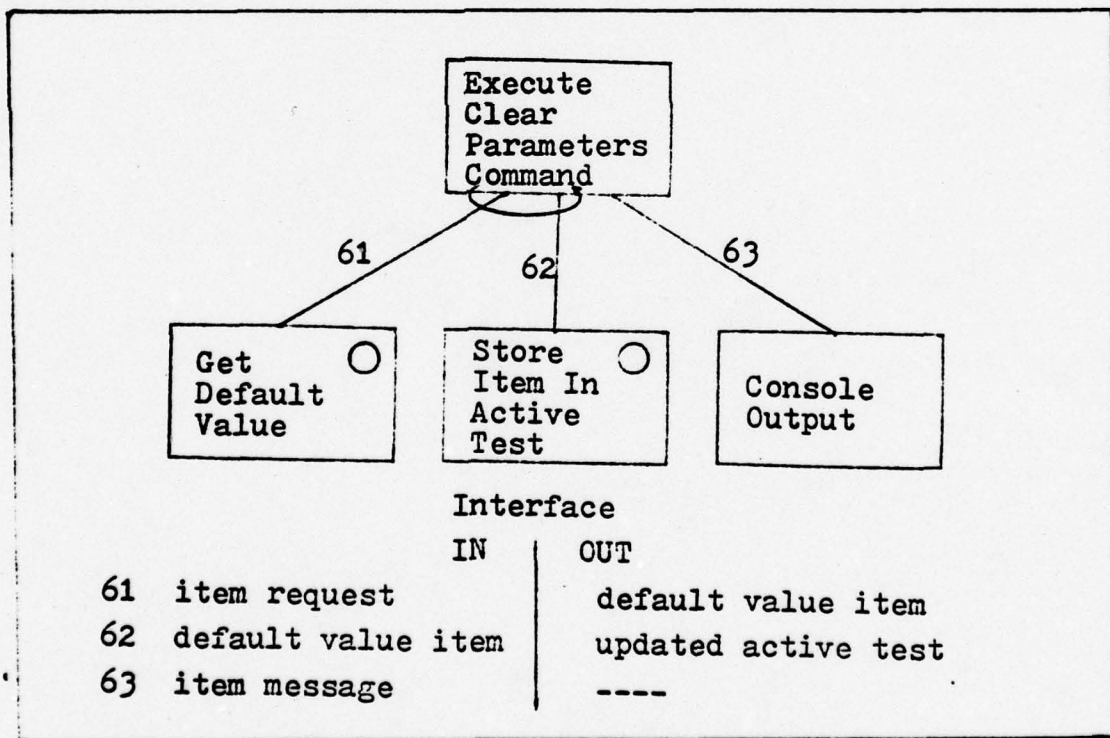 Execute
Clear
Parameters
Command
61
62
63
Get
Default
Value
Store
Item In
Active
Test
Console
Output
Interface
IN OUT
61 item request default value item
62 default value item updated active test
63 item message ----